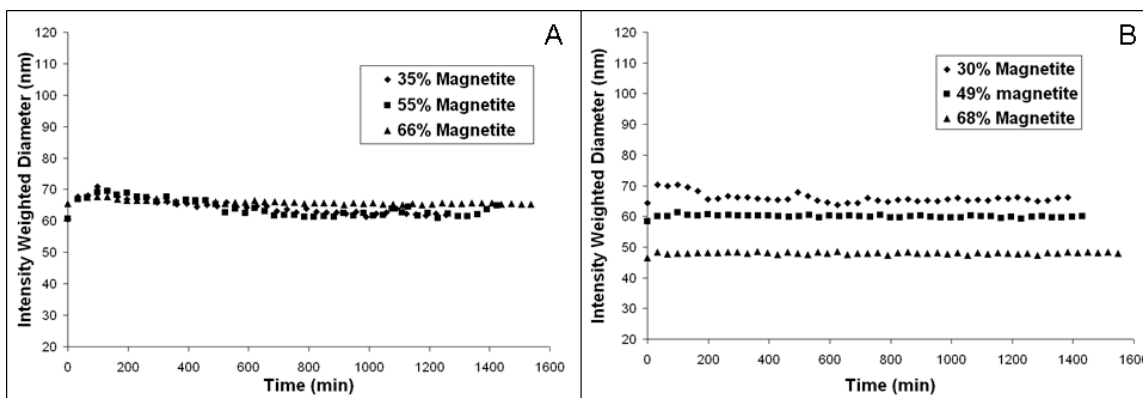 A
Intensity Weighted Diameter (nm)
120
110
100
90
80
70
60
50
40
30
20
35% Magnetite
55% Magnetite
66% Magnetite
0 200 400 600 800 1000 1200 1400 1600
Time (min)
B
Intensity Weighted Diameter (nm)
120
110
100
90
80
70
60
50
40
30
20
30% Magnetite
49% magnetite
68% Magnetite
0 200 400 600 800 1000 1200 1400 1600
Time (min)